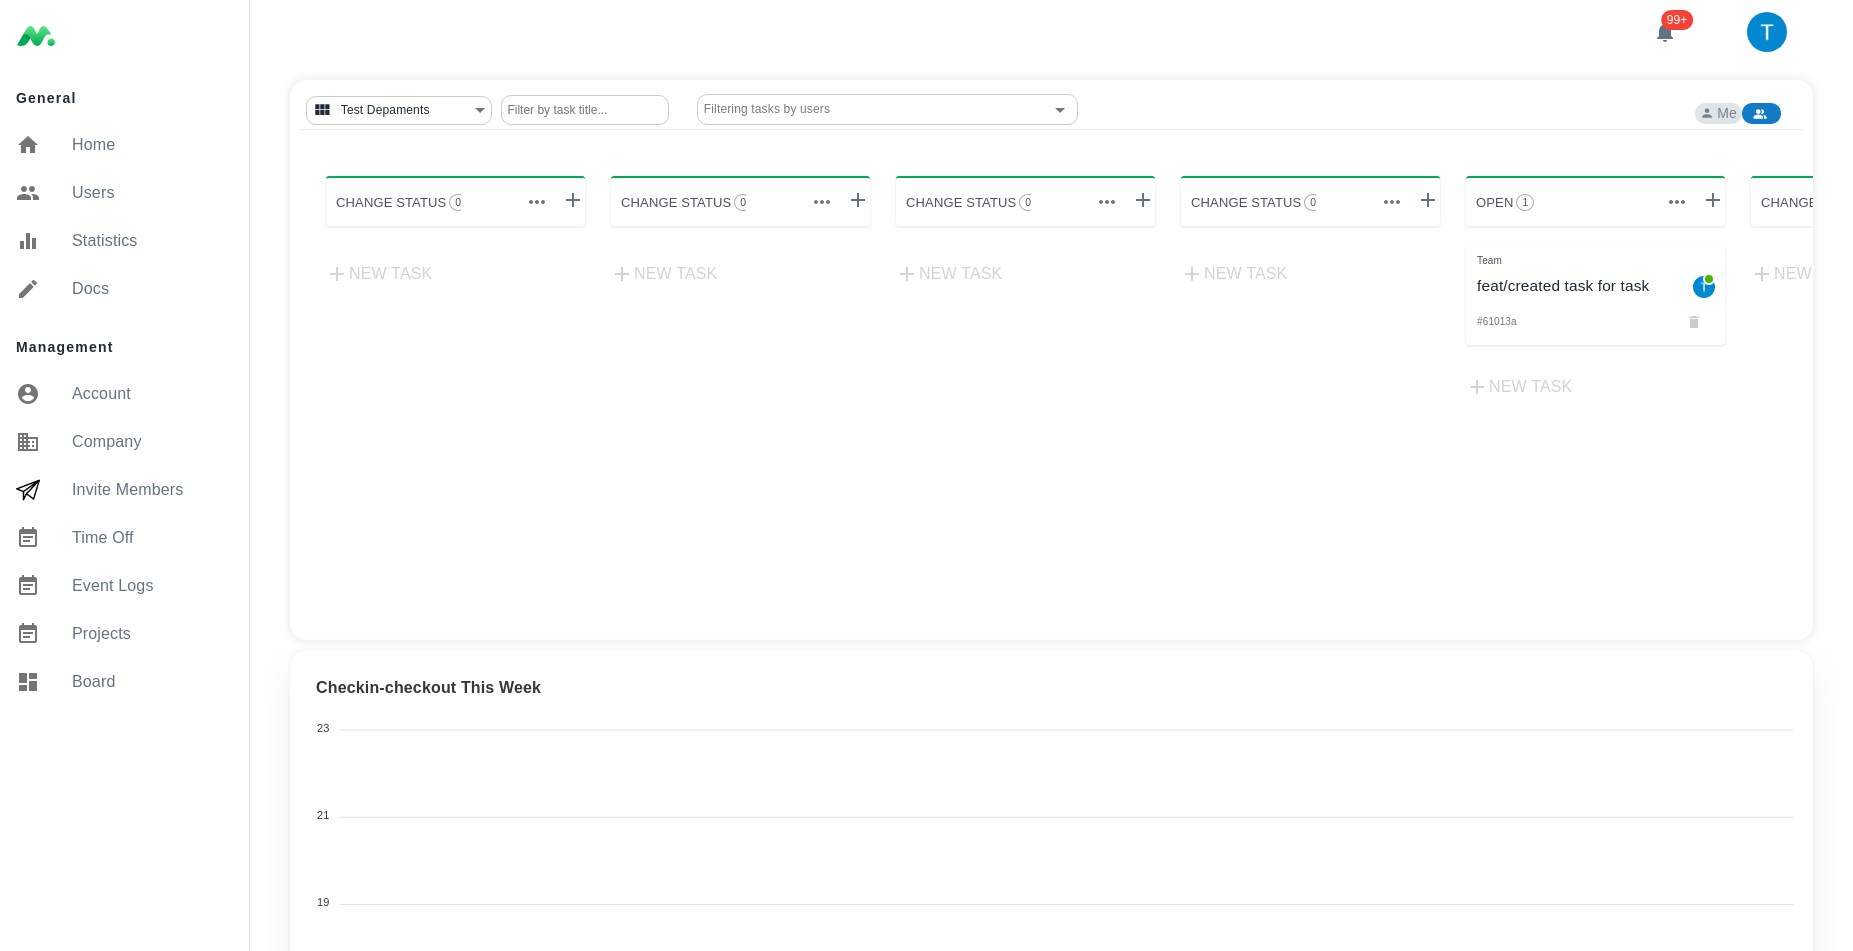 99+
T
General
Home
Users
Statistics
Docs
Management
Account
Company
Invite Members
Time Off
Event Logs
Projects
Board
Test Depaments
Filter by task title...
Filtering tasks by users
Me
CHANGE STATUS 0
NEW TASK
CHANGE STATUS 0
NEW TASK
CHANGE STATUS 0
NEW TASK
CHANGE STATUS 0
NEW TASK
OPEN 1
Team
feat/created task for task
T
#61013a
NEW TASK
CHANGE
NEW
Checkin-checkout This Week
23
21
19